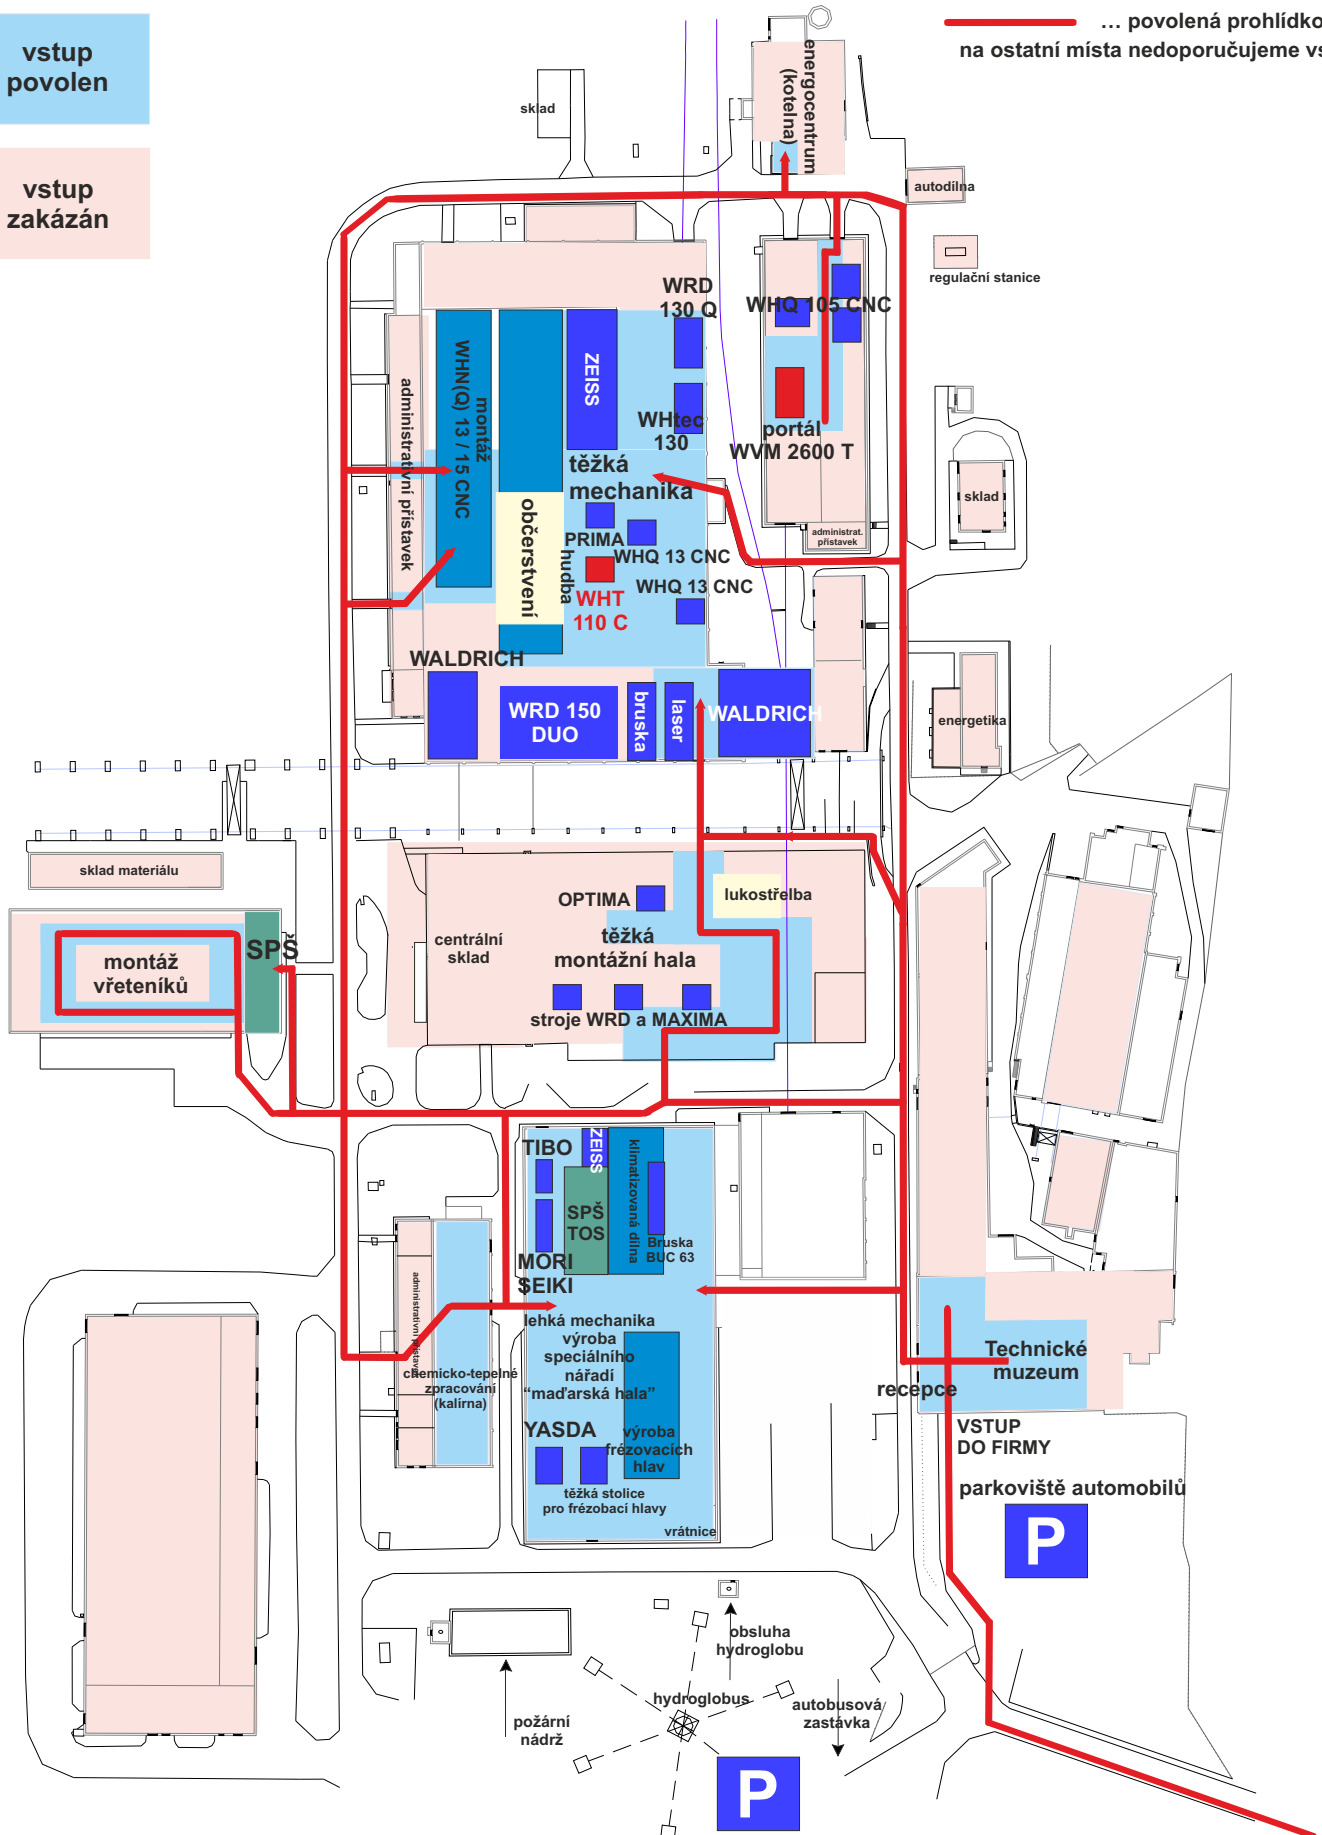 vstup
povolen
vstup
zakázán
... povolená prohlídko
na ostatní místa nedoporučujeme vs
sklad
energocentrum
(kotelna)
autodílna
regulační stanice
WRD
130 Q
WHQ 105 CNC
ZEISS
WHtec
130
portál
WVM 2600 T
administrativní přístavek
montáž
WHN(Q) 13 / 15 CNC
občerstvení
těžká
mechanika
PRIMA
WHQ 13 CNC
hudba
WHT
110 C
WHQ 13 CNC
sklad
administrat.
přístavek
WALDRICH
WRD 150
DUO
bruska
laser
WALDRICH
energetika
sklad materiálu
OPTIMA
lukostřelba
SPŠ
montáž
vřeteníků
centrální
sklad
těžká
montážní hala
stroje WRD a MAXIMA
TIBO
ZEISS
SPŠ
TOS
klimatizovaná dílna
Bruska
BUC 63
MORI
SEIKI
administrativní přístavek
chemicko-tepelné
zpracování
(kalírna)
lehká mechanika
výroba
speciálního
nářadí
“maďarská hala”
YASDA
výroba
frézovacích
hlav
těžká stolice
pro frézobací hlavy
vrátnice
Technické
muzeum
recepce
VSTUP
DO FIRMY
parkoviště automobilů
P
obsluha
hydroglobu
hydroglobus
autobusová
zastávka
požární
nádrž
P